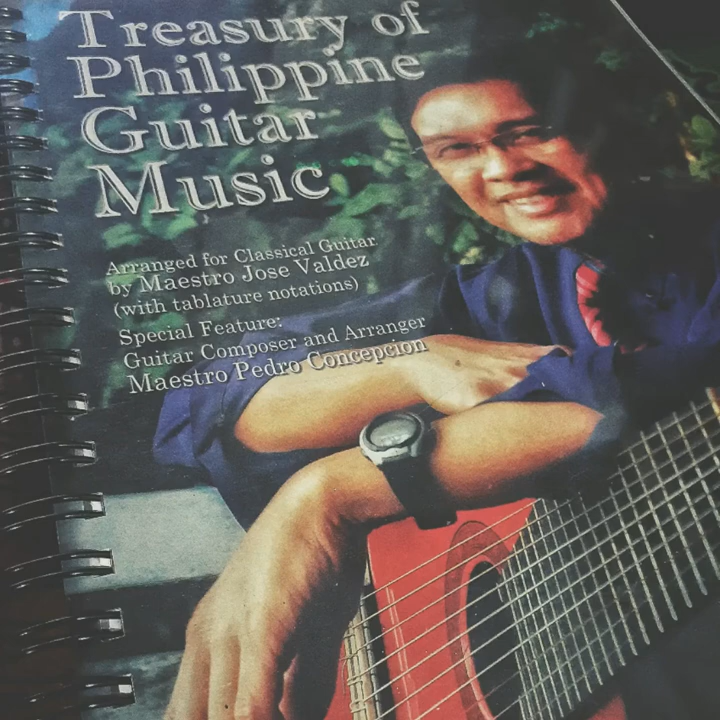 Treasury of
Philippine
Guitar
Music
Arranged for Classical Guitar
by Maestro Jose Valdez
(with tablature notations)
Special Feature:
Guitar Composer and Arranger
Maestro Pedro Concepcion